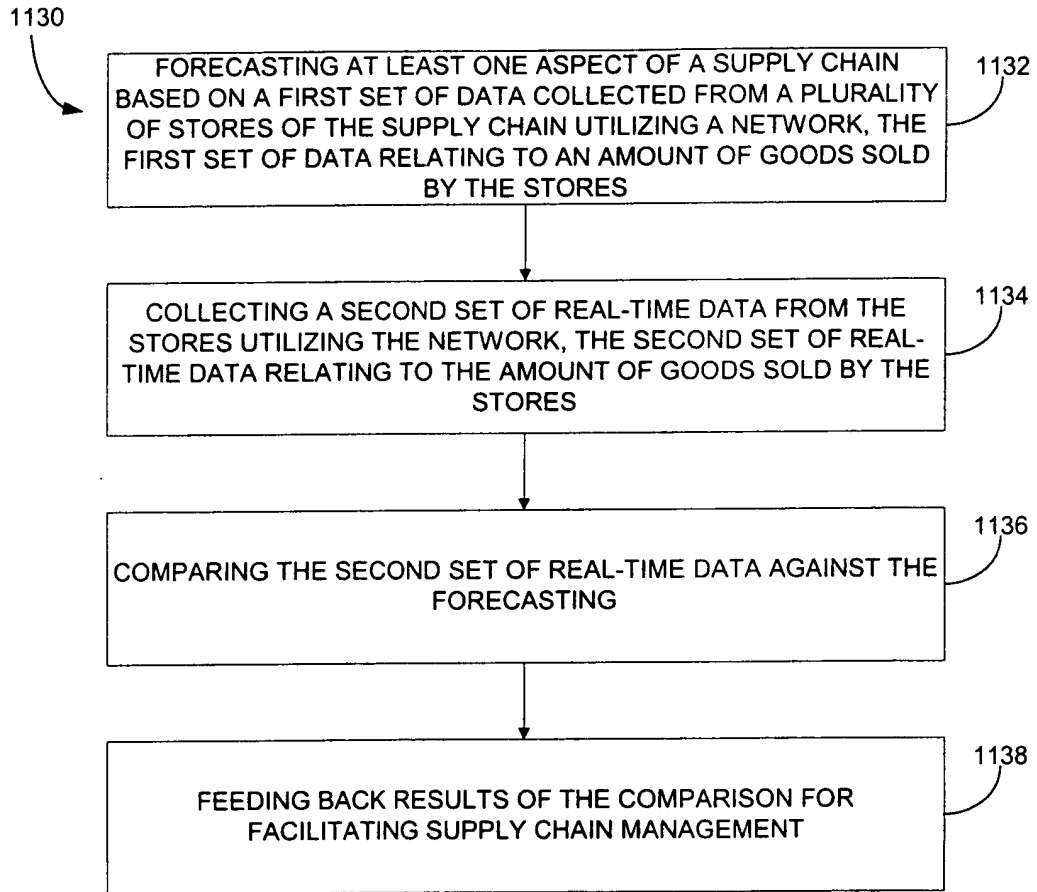 1130
FORECASTING AT LEAST ONE ASPECT OF A SUPPLY CHAIN
BASED ON A FIRST SET OF DATA COLLECTED FROM A PLURALITY
OF STORES OF THE SUPPLY CHAIN UTILIZING A NETWORK, THE
FIRST SET OF DATA RELATING TO AN AMOUNT OF GOODS SOLD
BY THE STORES
1132
COLLECTING A SECOND SET OF REAL-TIME DATA FROM THE
STORES UTILIZING THE NETWORK, THE SECOND SET OF REAL-
TIME DATA RELATING TO THE AMOUNT OF GOODS SOLD BY THE
STORES
1134
COMPARING THE SECOND SET OF REAL-TIME DATA AGAINST THE
FORECASTING
1136
FEEDING BACK RESULTS OF THE COMPARISON FOR
FACILITATING SUPPLY CHAIN MANAGEMENT
1138